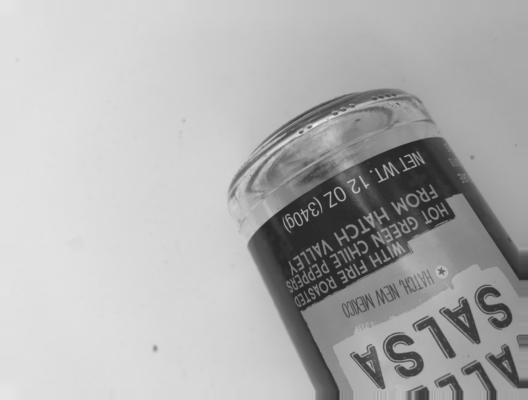 SALSA
HATCH, NEW MEXICO
WITH FIRE ROASTED
HOT GREEN CHILE PEPPERS
FROM HATCH VALLEY
NET WT. 12 OZ (340g)